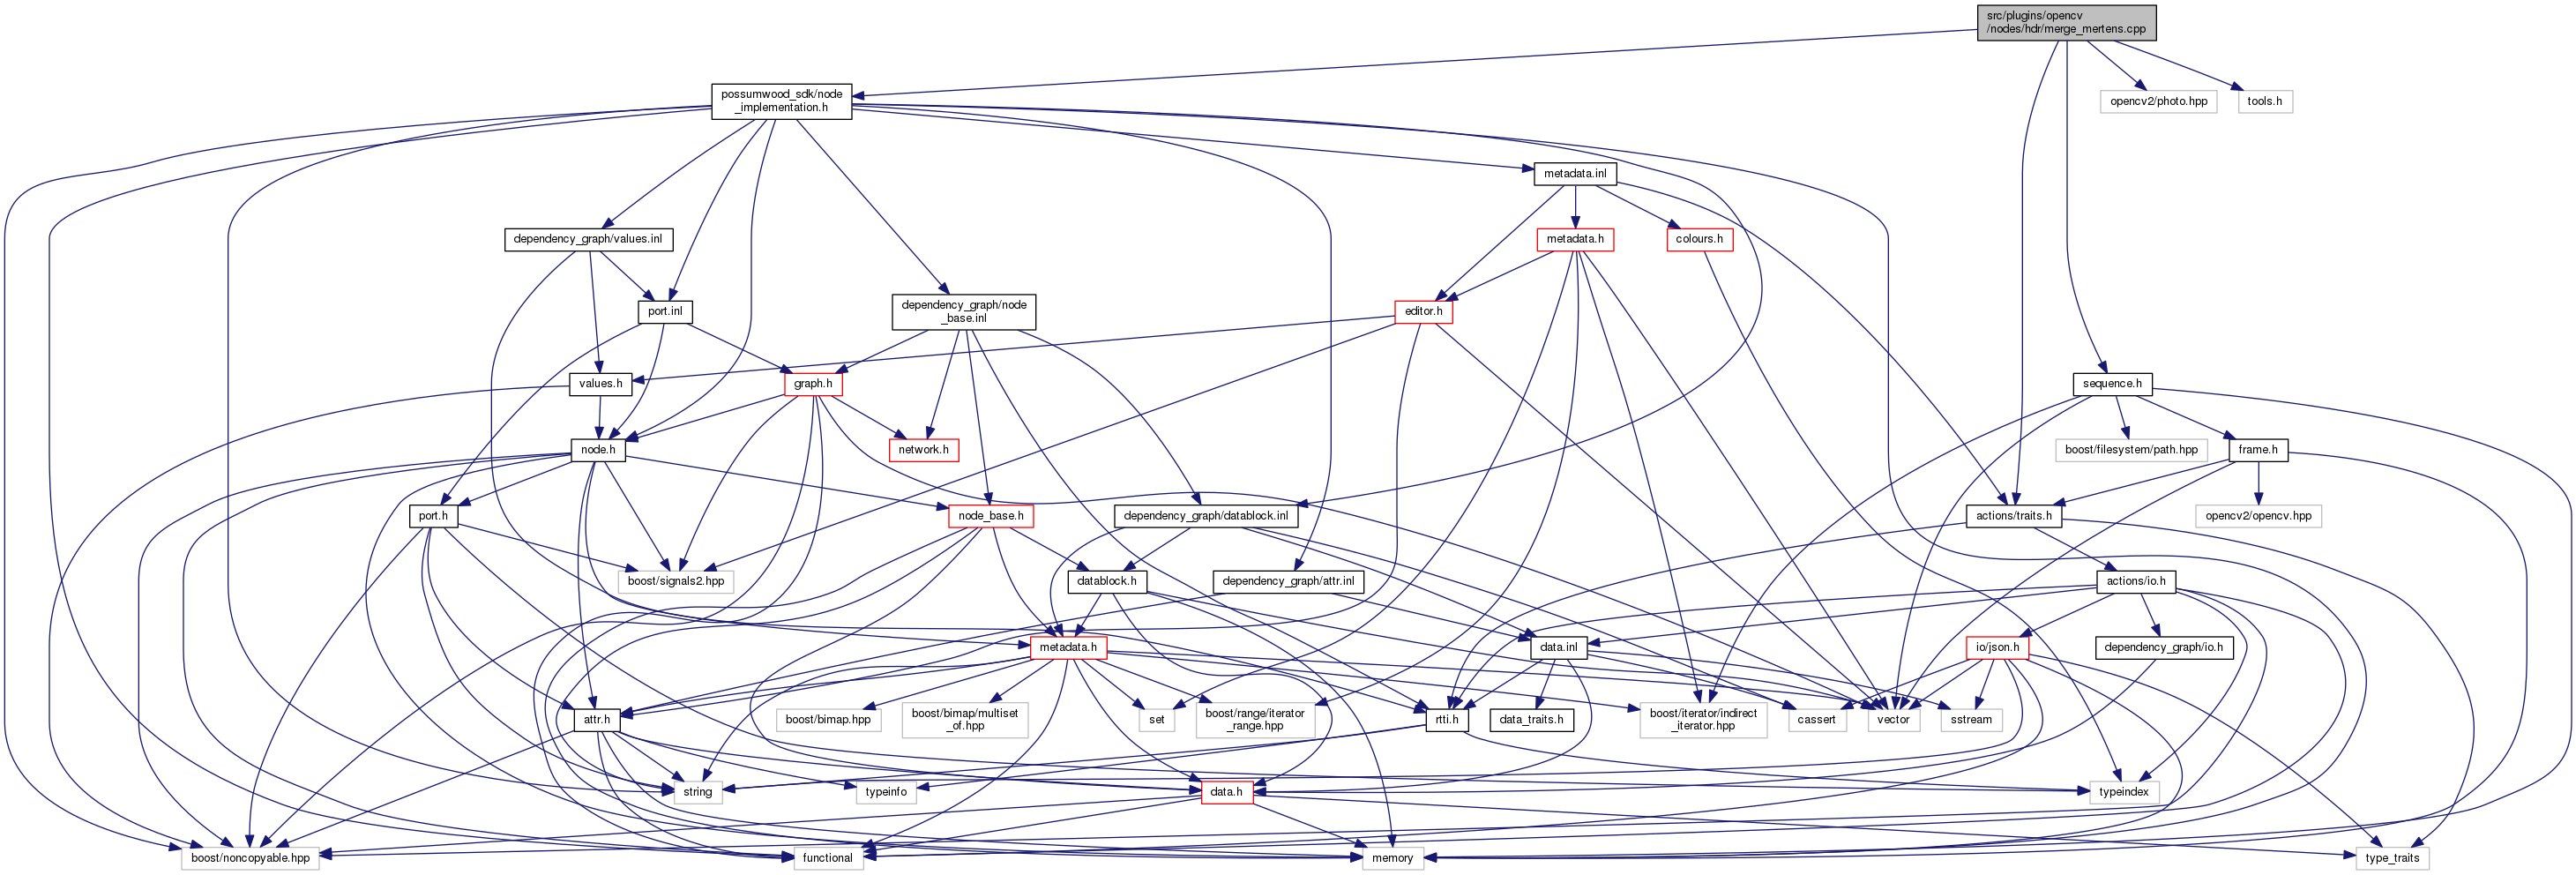 src/plugins/opencv
/nodes/hdr/merge_mertens.cpp
possumwood_sdk/node
_implementation.h
opencv2/photo.hpp
tools.h
metadata.inl
dependency_graph/values.inl
metadata.h
colours.h
port.inl
dependency_graph/node
_base.inl
editor.h
values.h
graph.h
sequence.h
node.h
network.h
boost/filesystem/path.hpp
frame.h
port.h
node_base.h
dependency_graph/datablock.inl
actions/traits.h
opencv2/opencv.hpp
boost/signals2.hpp
datablock.h
dependency_graph/attr.inl
actions/io.h
metadata.h
data.inl
io/json.h
dependency_graph/io.h
attr.h
boost/bimap.hpp
boost/bimap/multiset
_of.hpp
set
boost/range/iterator
_range.hpp
rtti.h
data_traits.h
boost/iterator/indirect
_iterator.hpp
cassert
vector
sstream
string
typeinfo
data.h
typeindex
boost/noncopyable.hpp
functional
memory
type_traits